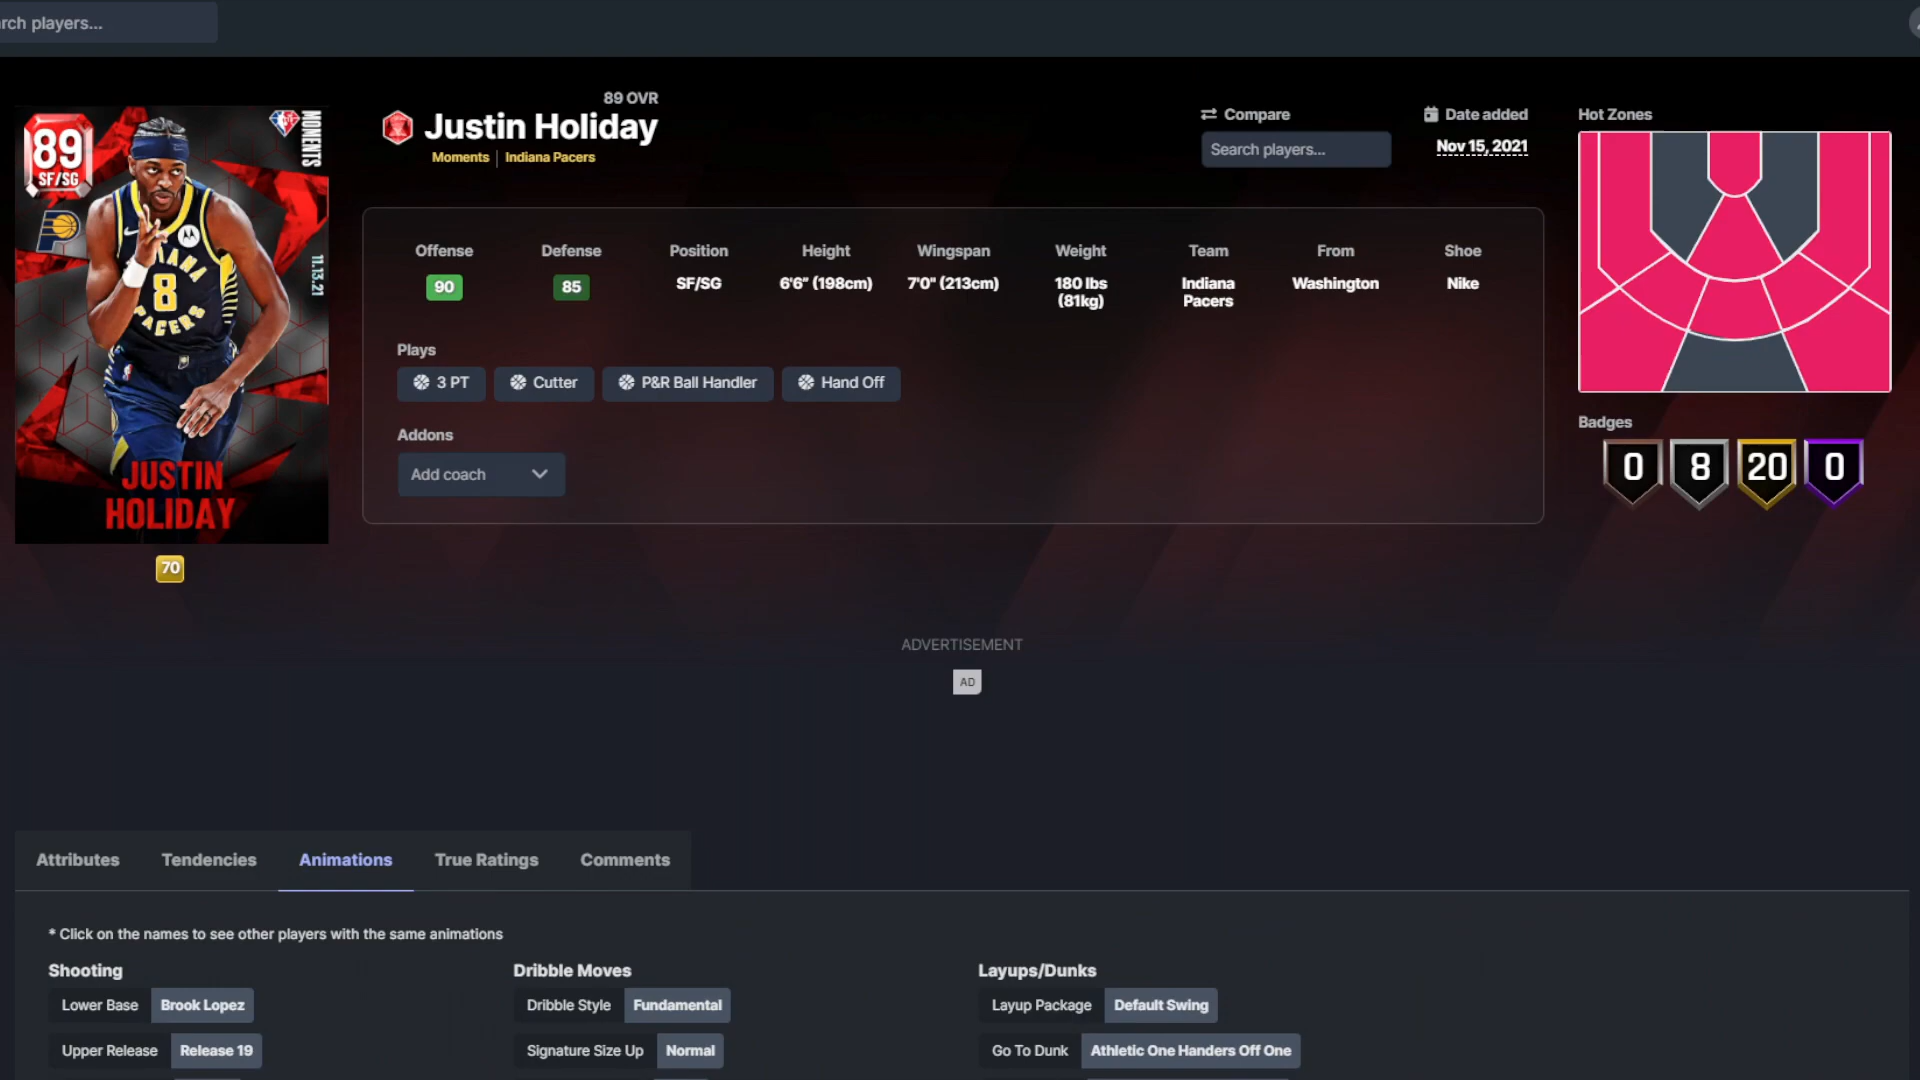 rch players...
89
SF/SG
MOMENTS
11.13.21
8
PACERS
JUSTIN
HOLIDAY
70
89 OVR
Justin Holiday
Moments | Indiana Pacers
Compare
Search players...
Date added
Nov 15, 2021
Offense Defense Position Height Wingspan Weight Team From Shoe
90 85 SF/SG 6'6" (198cm) 7'0" (213cm) 180 lbs (81kg) Indiana Pacers Washington Nike
Plays
3 PT Cutter P&R Ball Handler Hand Off
Addons
Add coach
Hot Zones
Badges
0 8 20 0
ADVERTISEMENT
AD
Attributes Tendencies Animations True Ratings Comments
* Click on the names to see other players with the same animations
Shooting
Lower Base Brook Lopez
Upper Release Release 19
Dribble Moves
Dribble Style Fundamental
Signature Size Up Normal
Layups/Dunks
Layup Package Default Swing
Go To Dunk Athletic One Handers Off One